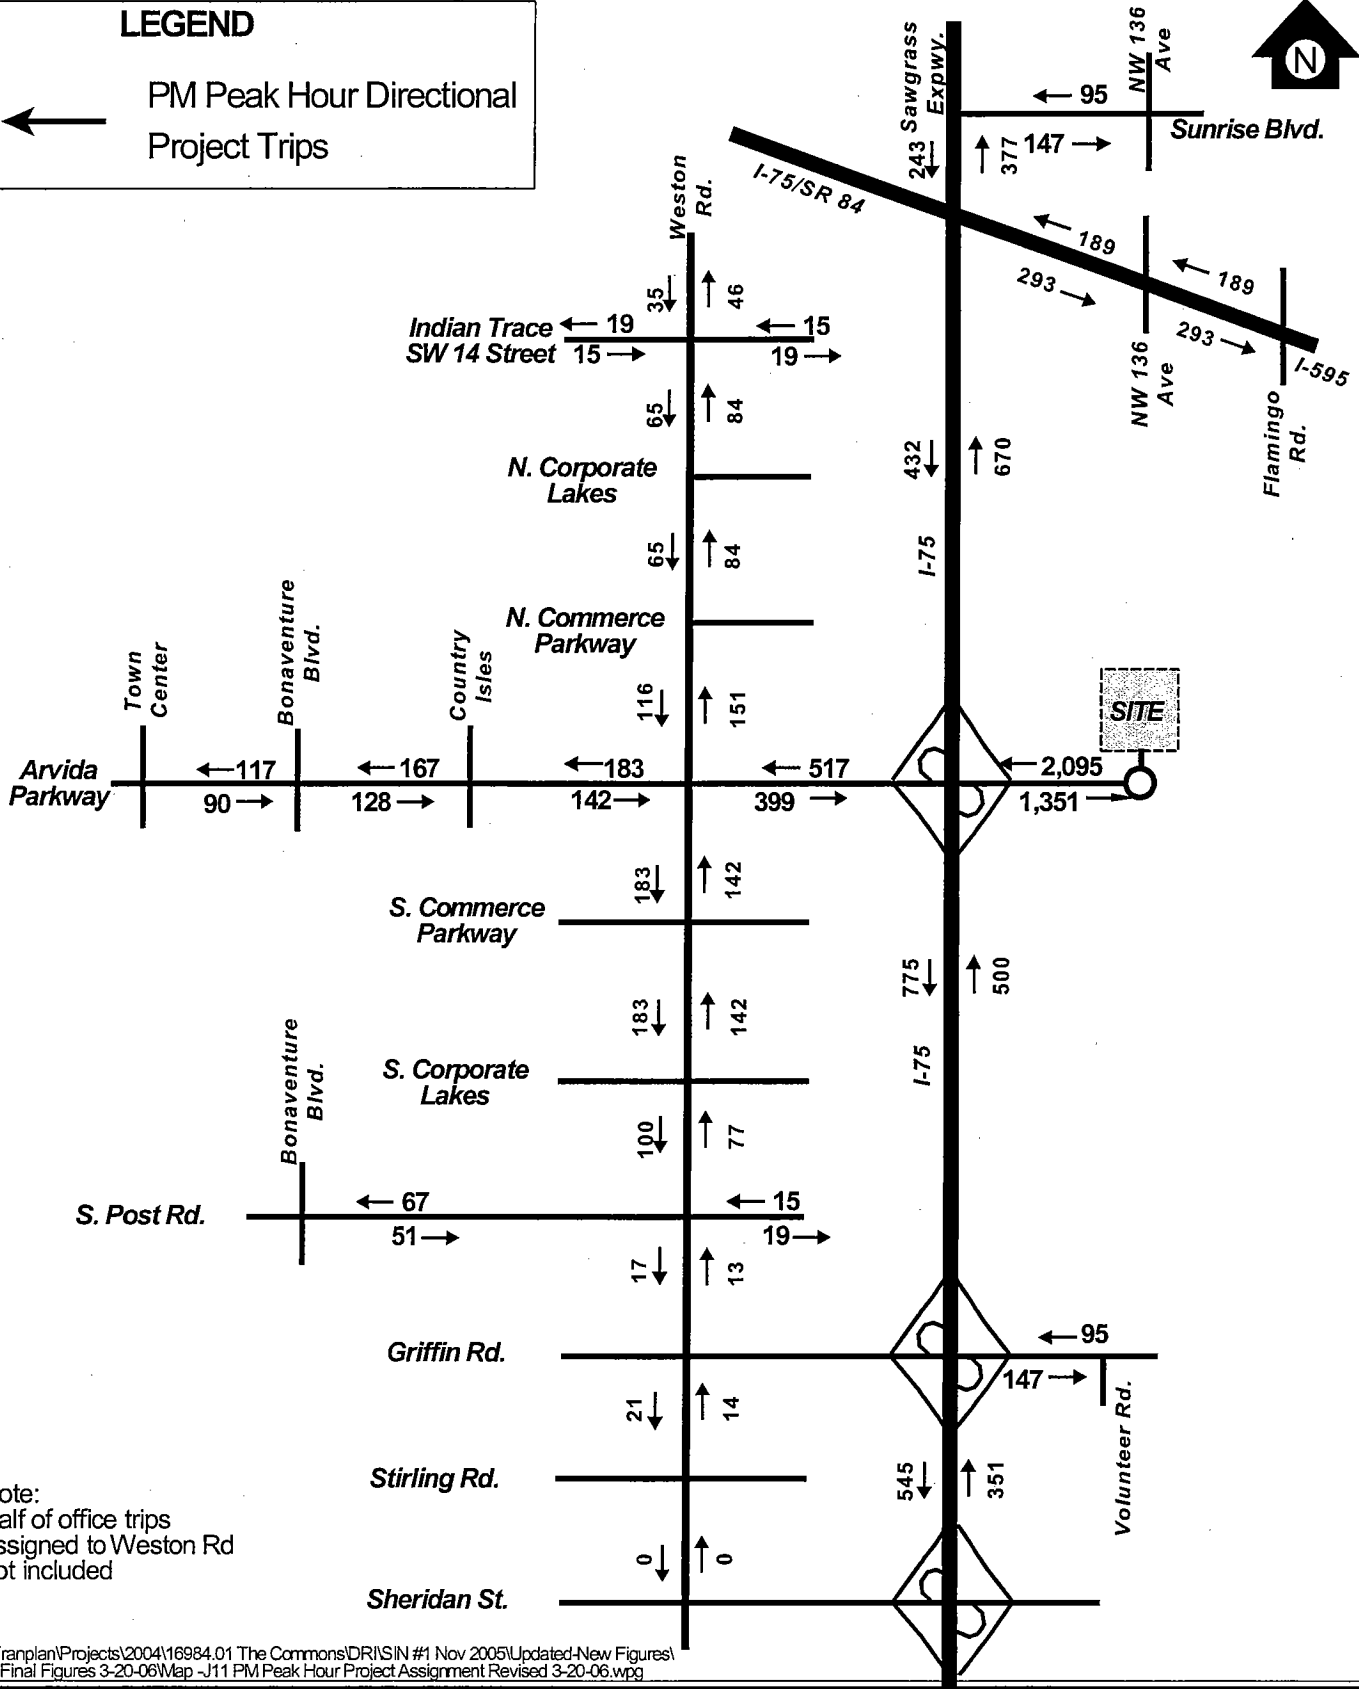 LEGEND
PM Peak Hour Directional
Project Trips
Sawgrass
Expwy.
NW 136
Ave
N
95
Sunrise Blvd.
243
377
147
I-75/SR 84
Weston
Rd.
189
293
189
293
I-595
NW 136
Ave
Flamingo
Rd.
35
46
Indian Trace
SW 14 Street
19
15
15
19
65
84
432
670
N. Corporate
Lakes
65
84
I-75
N. Commerce
Parkway
Town
Center
Bonaventure
Blvd.
Country
Isles
116
151
SITE
Arvida
Parkway
117
167
183
517
2,095
90
128
142
399
1,351
183
142
S. Commerce
Parkway
775
500
183
142
I-75
S. Corporate
Lakes
Bonaventure
Blvd.
100
77
S. Post Rd.
67
15
51
19
17
13
Griffin Rd.
95
147
21
14
Volunteer Rd.
Stirling Rd.
545
351
ote:
alf of office trips
ssigned to Weston Rd
ot included
0
0
Sheridan St.
ranplan\Projects\2004\16984.01 The Commons\DRI\SIN #1 Nov 2005\Updated-New Figures\
Final Figures 3-20-06\Map -J11 PM Peak Hour Project Assignment Revised 3-20-06.wpg